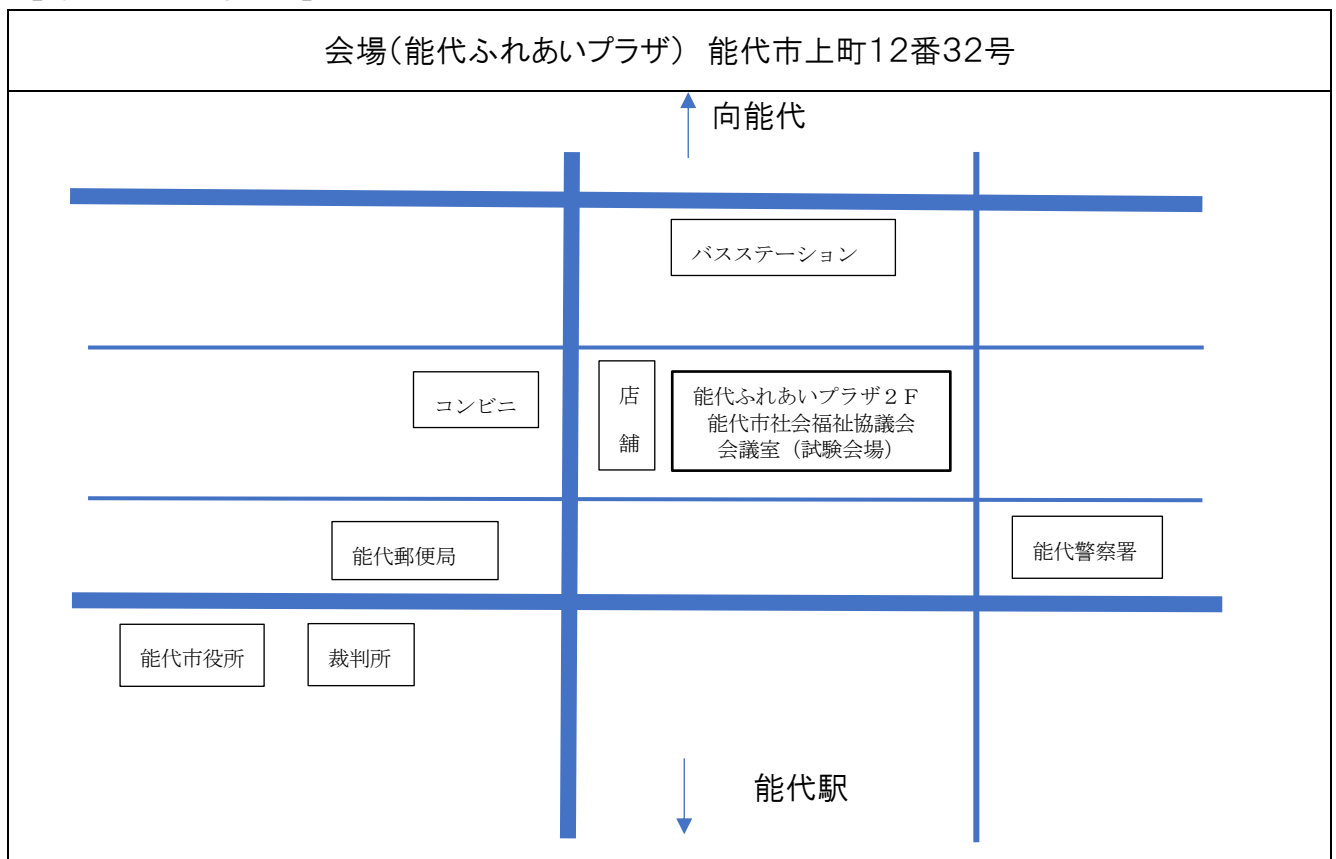 会場（能代ふれあいプラザ）　能代市上町１２番３２号
向能代
バスステーション
コンビニ
店
舗
能代ふれあいプラザ２Ｆ
能代市社会福祉協議会
会議室（試験会場）
能代郵便局
能代警察署
能代市役所
裁判所
能代駅